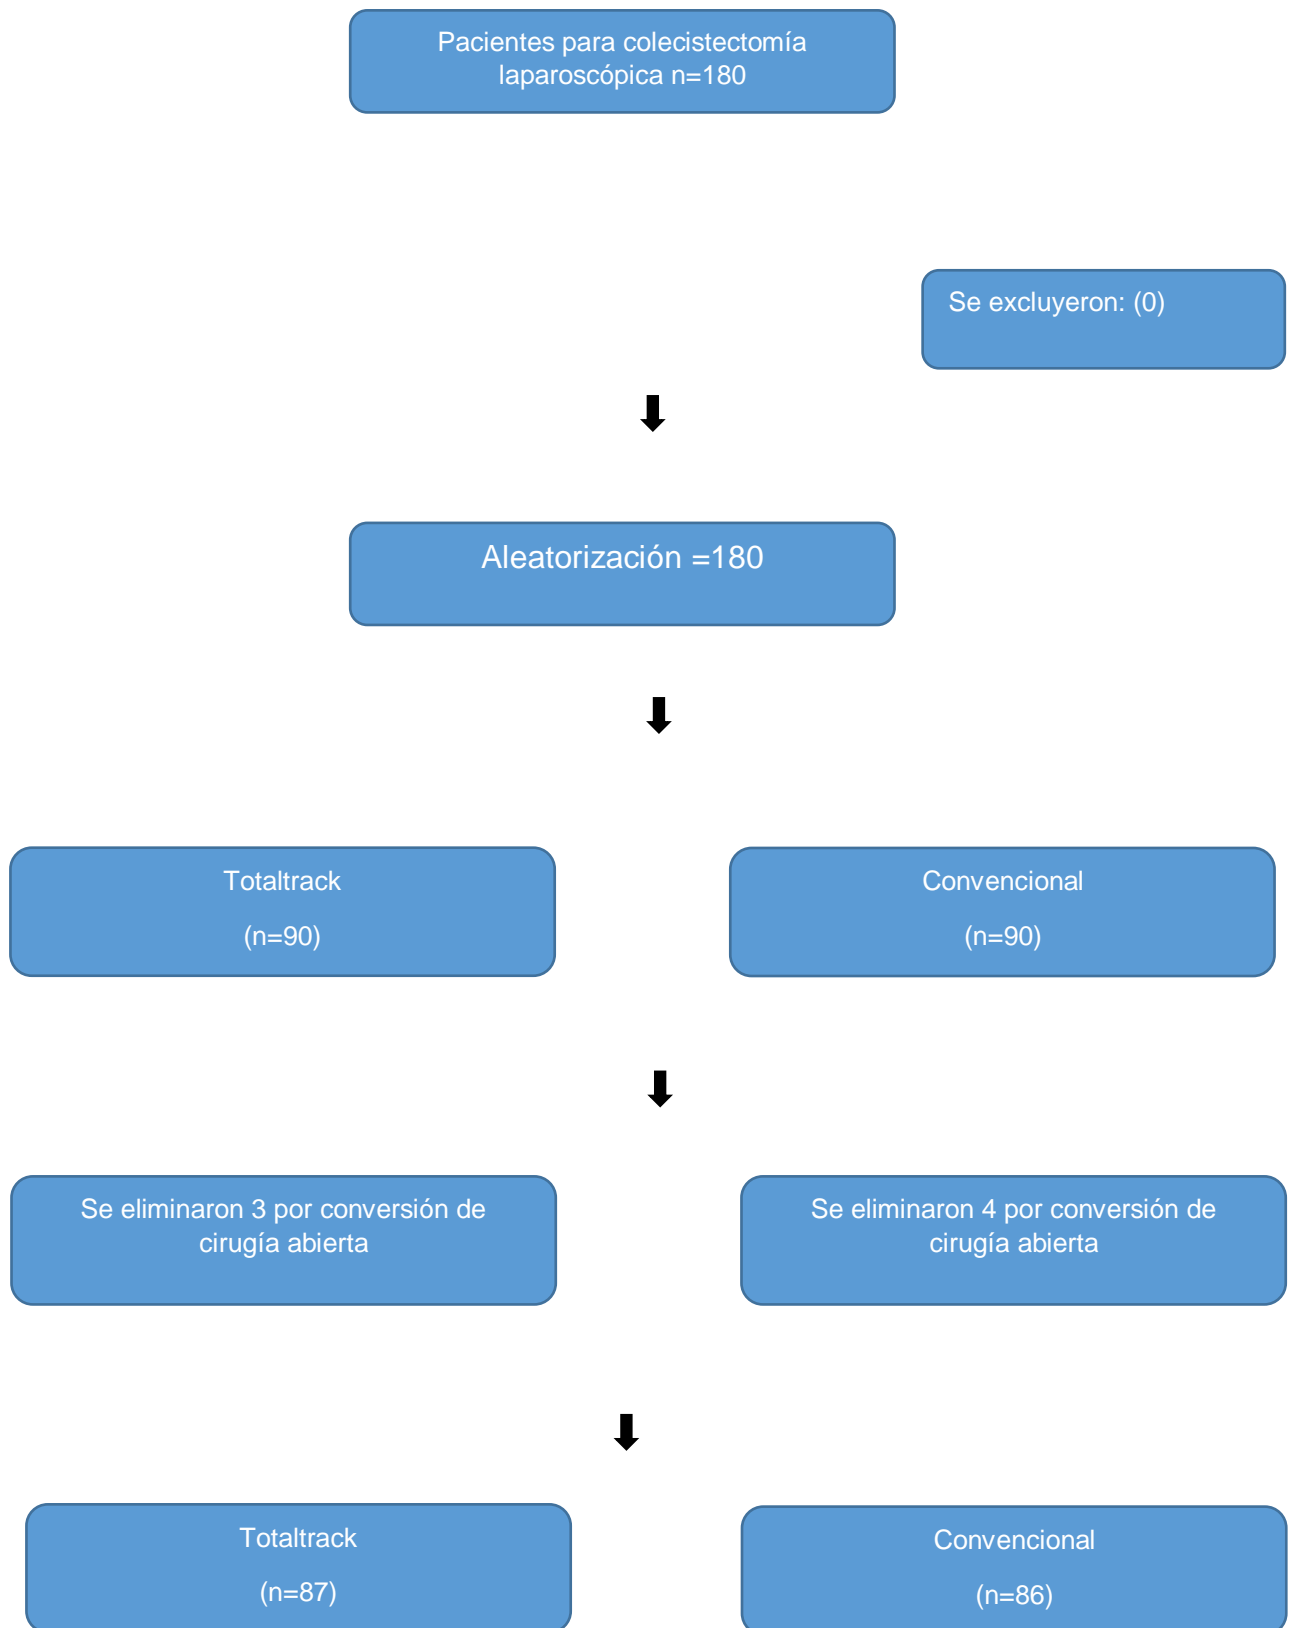 Pacientes para colecistectomía
laparoscópica n=180
Se excluyeron: (0)
Aleatorización =180
Totaltrack
(n=90)
Convencional
(n=90)
Se eliminaron 3 por conversión de
cirugía abierta
Se eliminaron 4 por conversión de
cirugía abierta
Totaltrack
(n=87)
Convencional
(n=86)